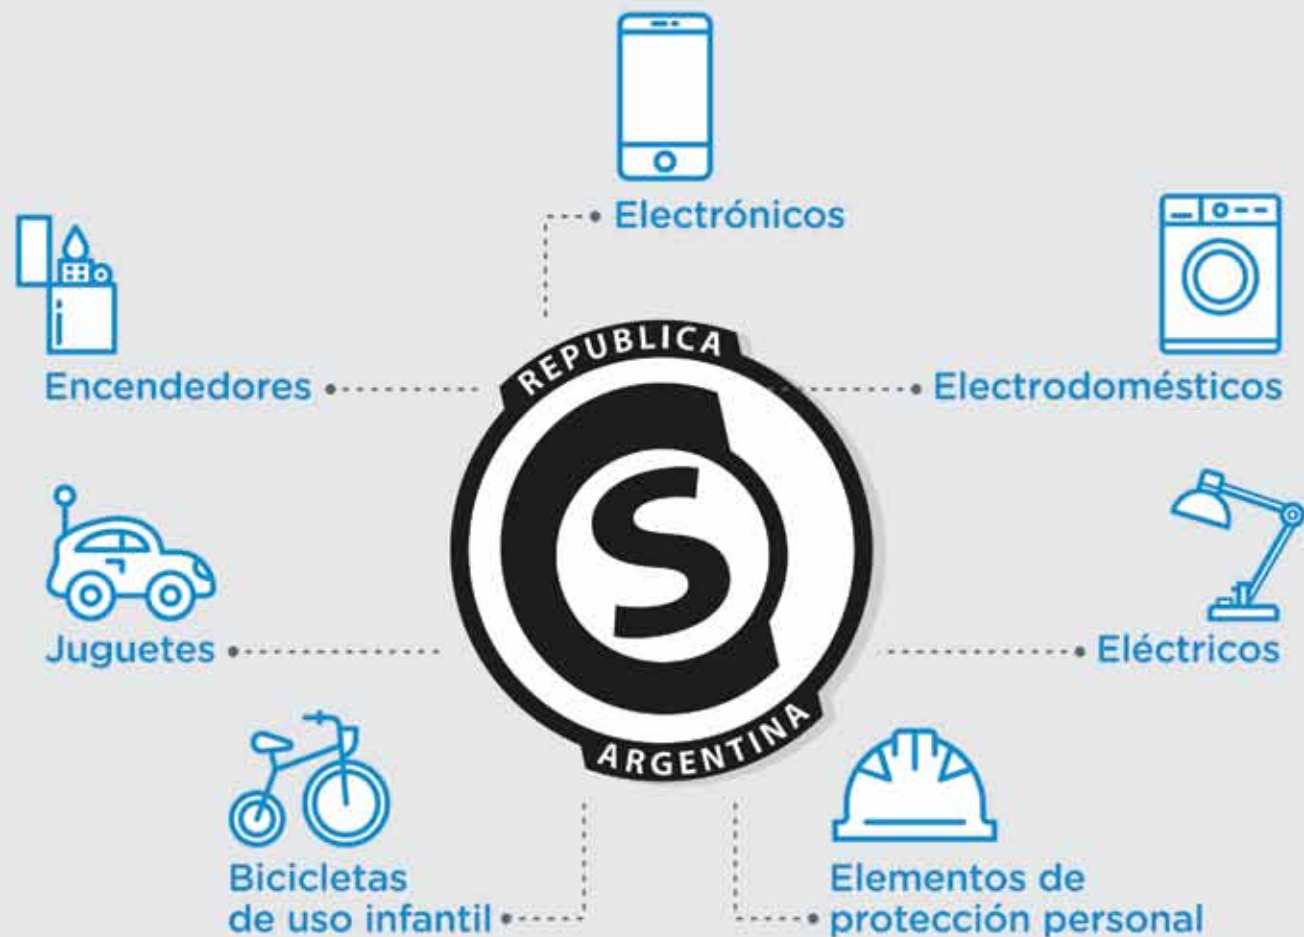 Electrónicos
Encendedores
Electrodomésticos
REPUBLICA
S
ARGENTINA
Juguetes
Eléctricos
Bicicletas
de uso infantil
Elementos de
protección personal